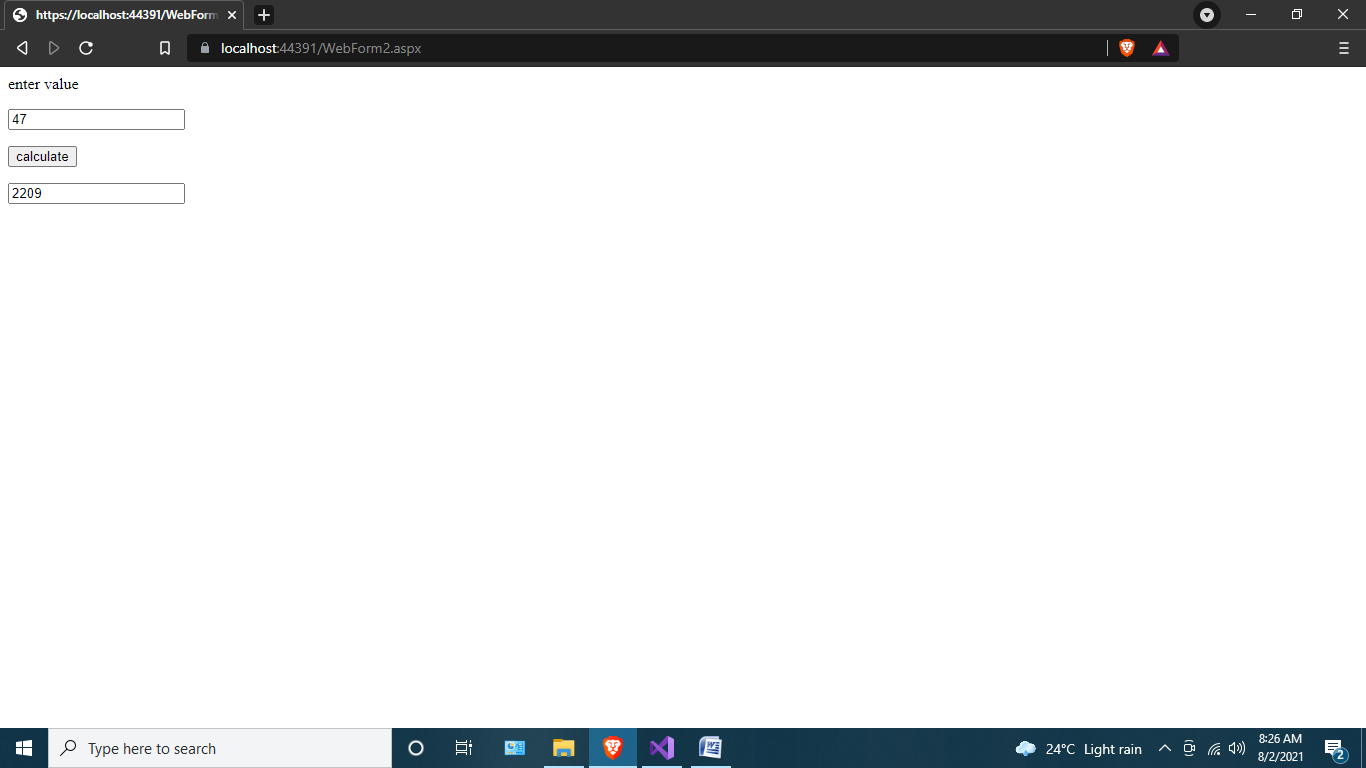 https://localhost:44391/WebForm
localhost:44391/WebForm2.aspx
enter value
47
calculate
2209
Type here to search
24°C Light rain
8:26 AM
8/2/2021
2